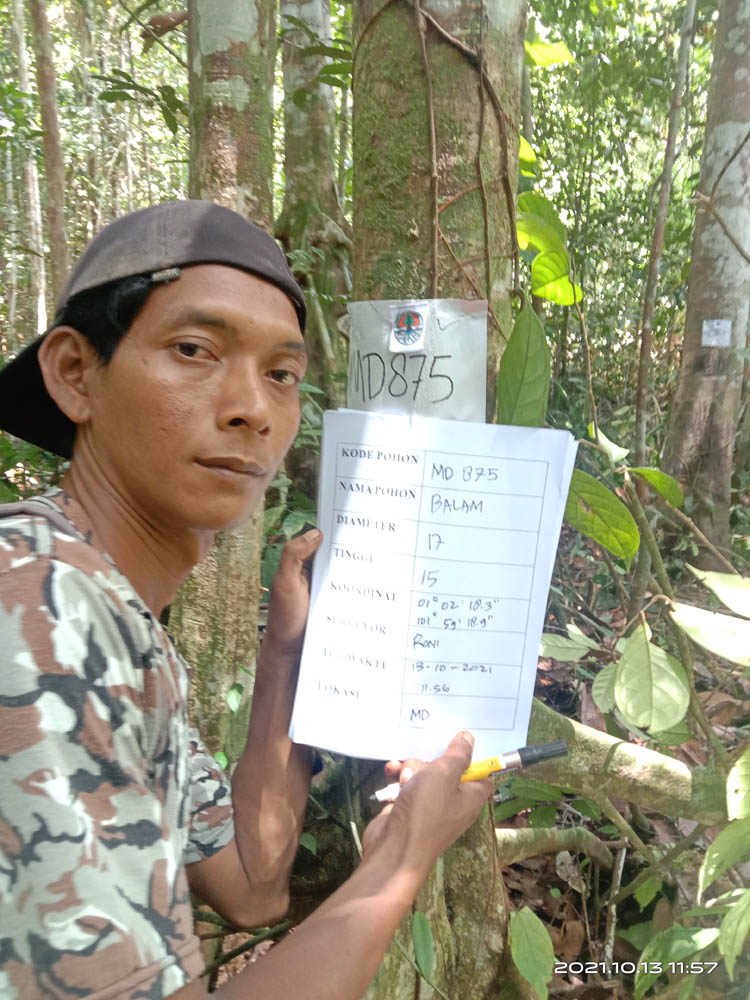 MD875
KODE POHON MD 875
NAMA POHON BALAM
DIAMETER 17
TINGGI 15
KOORDINAT 01° 02' 18.3"
101° 59' 18.9"
SURVEYOR RONI
TGL/WAKTU 13-10-2021
11.56
LOKASI MD
2021.10.13 11:57